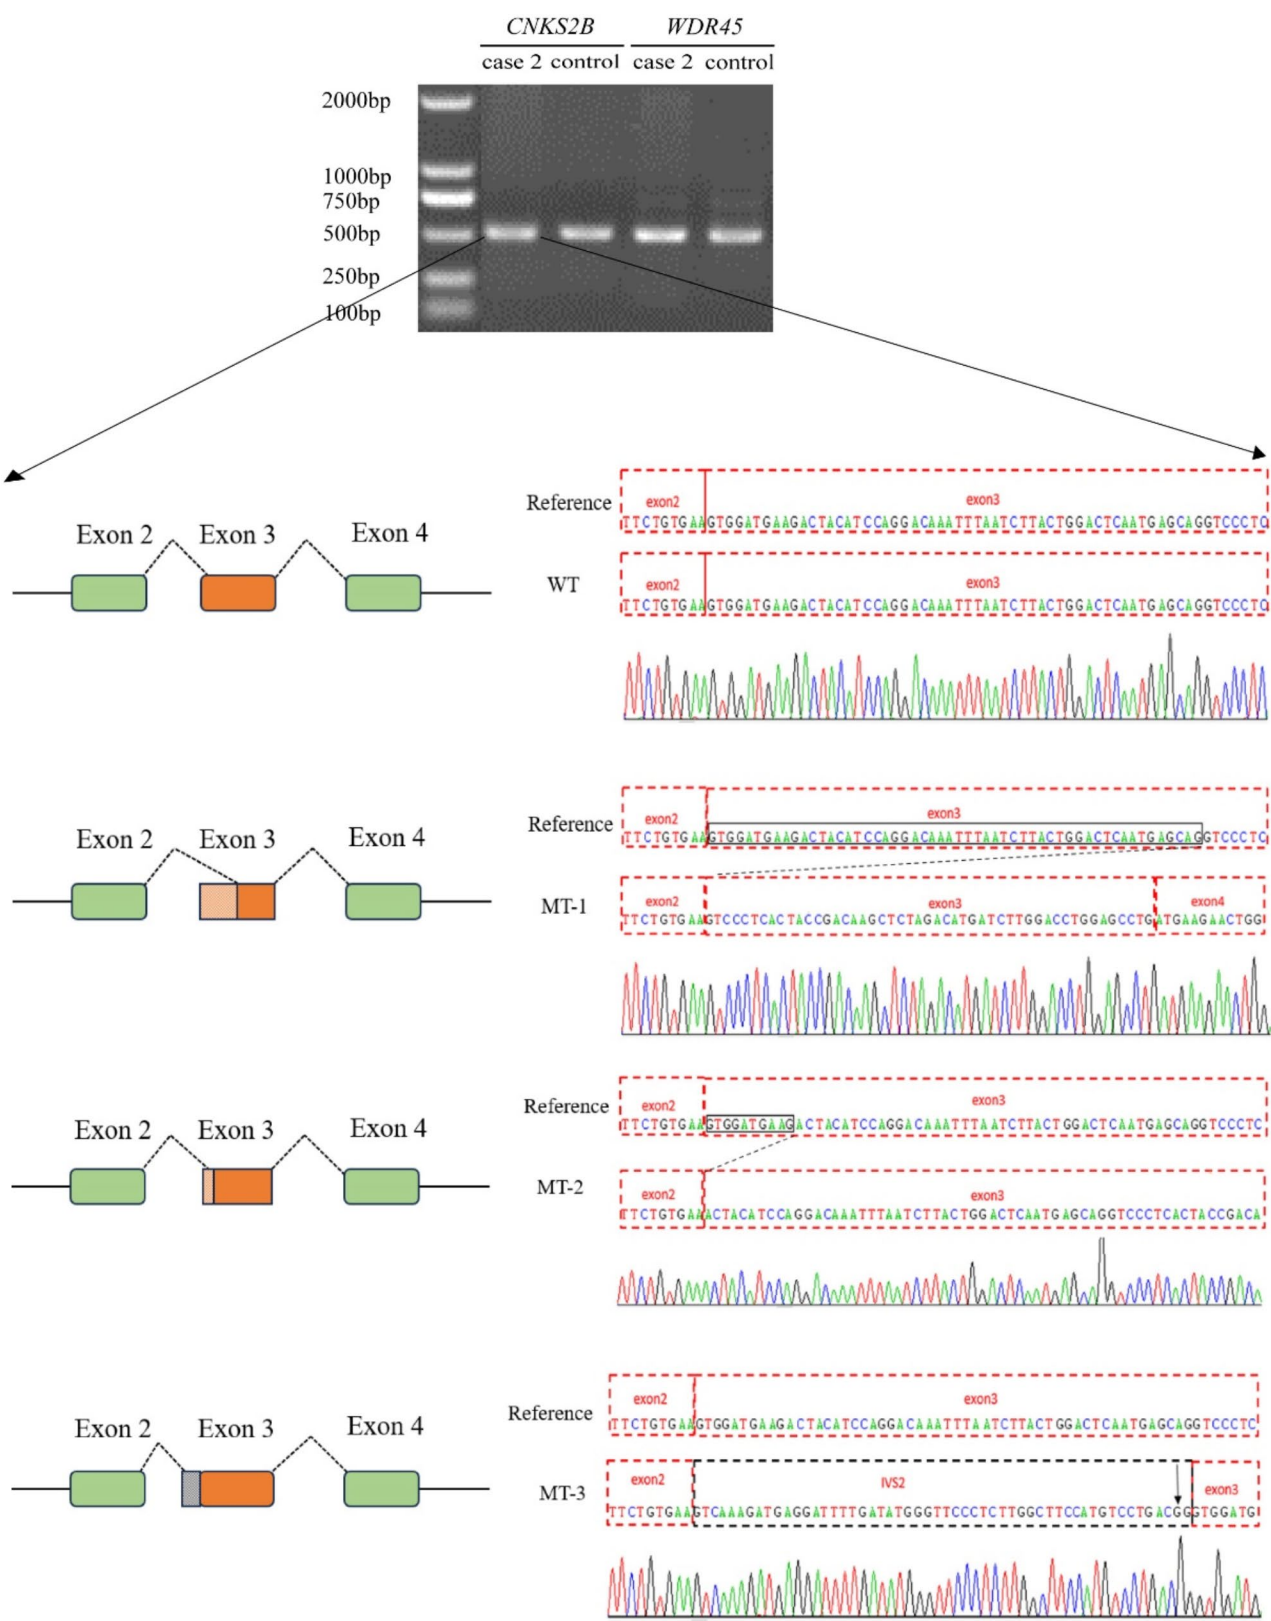 CNKS2B WDR45
case 2 control case 2 control
2000bp
1000bp
750bp
500bp
250bp
100bp
Exon 2 Exon 3 Exon 4
Reference
exon2 exon3
TTCTGTGAAGTGGATGAAGACTACATCCAGGACAAATTTAATCTTACTGGACTCAATGAGCAGGTCCCTC
WT
exon2 exon3
TTCTGTGAAGTGGATGAAGACTACATCCAGGACAAATTTAATCTTACTGGACTCAATGAGCAGGTCCCTC
Exon 2 Exon 3 Exon 4
Reference
exon2 exon3
TTCTGTGAAGTGGATGAAGACTACATCCAGGACAAATTTAATCTTACTGGACTCAATGAGCAGGTCCCTC
MT-1
exon2 exon3 exon4
TTCTGTGAAGTCCCTCACTACCGACAAGCTCTAGACATGATCTTGGACCTGGAGCCTGATGAAGAACTGG
Exon 2 Exon 3 Exon 4
Reference
exon2 exon3
TTCTGTGAAGTGGATGAAGACTACATCCAGGACAAATTTAATCTTACTGGACTCAATGAGCAGGTCCCTC
MT-2
exon2 exon3
TTCTGTGAAACTACATCCAGGACAAATTTAATCTTACTGGACTCAATGAGCAGGTCCCTCACTACCGACA
Exon 2 Exon 3 Exon 4
Reference
exon2 exon3
TTCTGTGAAGTGGATGAAGACTACATCCAGGACAAATTTAATCTTACTGGACTCAATGAGCAGGTCCCTC
MT-3
exon2 IVS2 exon3
TTCTGTGAAGTCAAAGATGAGGATTTTGATATGGGTTCCCTCTTGGCTTCCATGTCCTGACGGGTGGATG